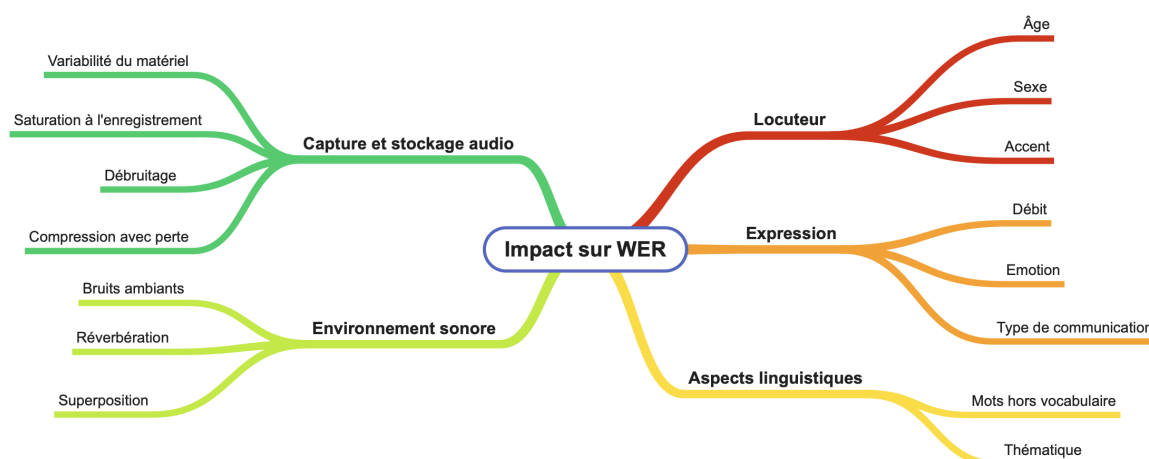 Impact sur WER
Capture et stockage audio
Variabilité du matériel
Saturation à l'enregistrement
Débruitage
Compression avec perte
Environnement sonore
Bruits ambiants
Réverbération
Superposition
Locuteur
Âge
Sexe
Accent
Expression
Débit
Emotion
Type de communication
Aspects linguistiques
Mots hors vocabulaire
Thématique